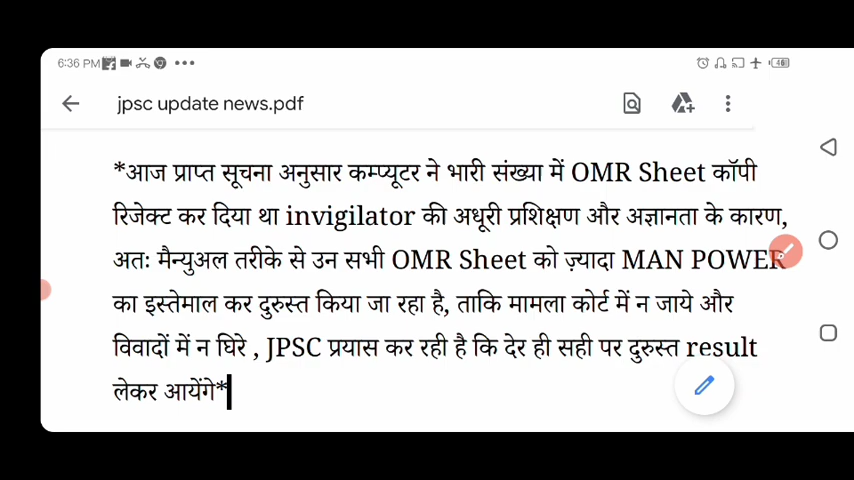 6:36 PM
48
jpsc update news.pdf
*आज प्राप्त सूचना अनुसार कम्प्यूटर ने भारी संख्या में OMR Sheet कॉपी
रिजेक्ट कर दिया था invigilator की अधूरी प्रशिक्षण और अज्ञानता के कारण,
अतः मैन्युअल तरीके से उन सभी OMR Sheet को ज़्यादा MAN POWER
का इस्तेमाल कर दुरुस्त किया जा रहा है, ताकि मामला कोर्ट में न जाये और
विवादों में न घिरे , JPSC प्रयास कर रही है कि देर ही सही पर दुरुस्त result
लेकर आयेंगे*